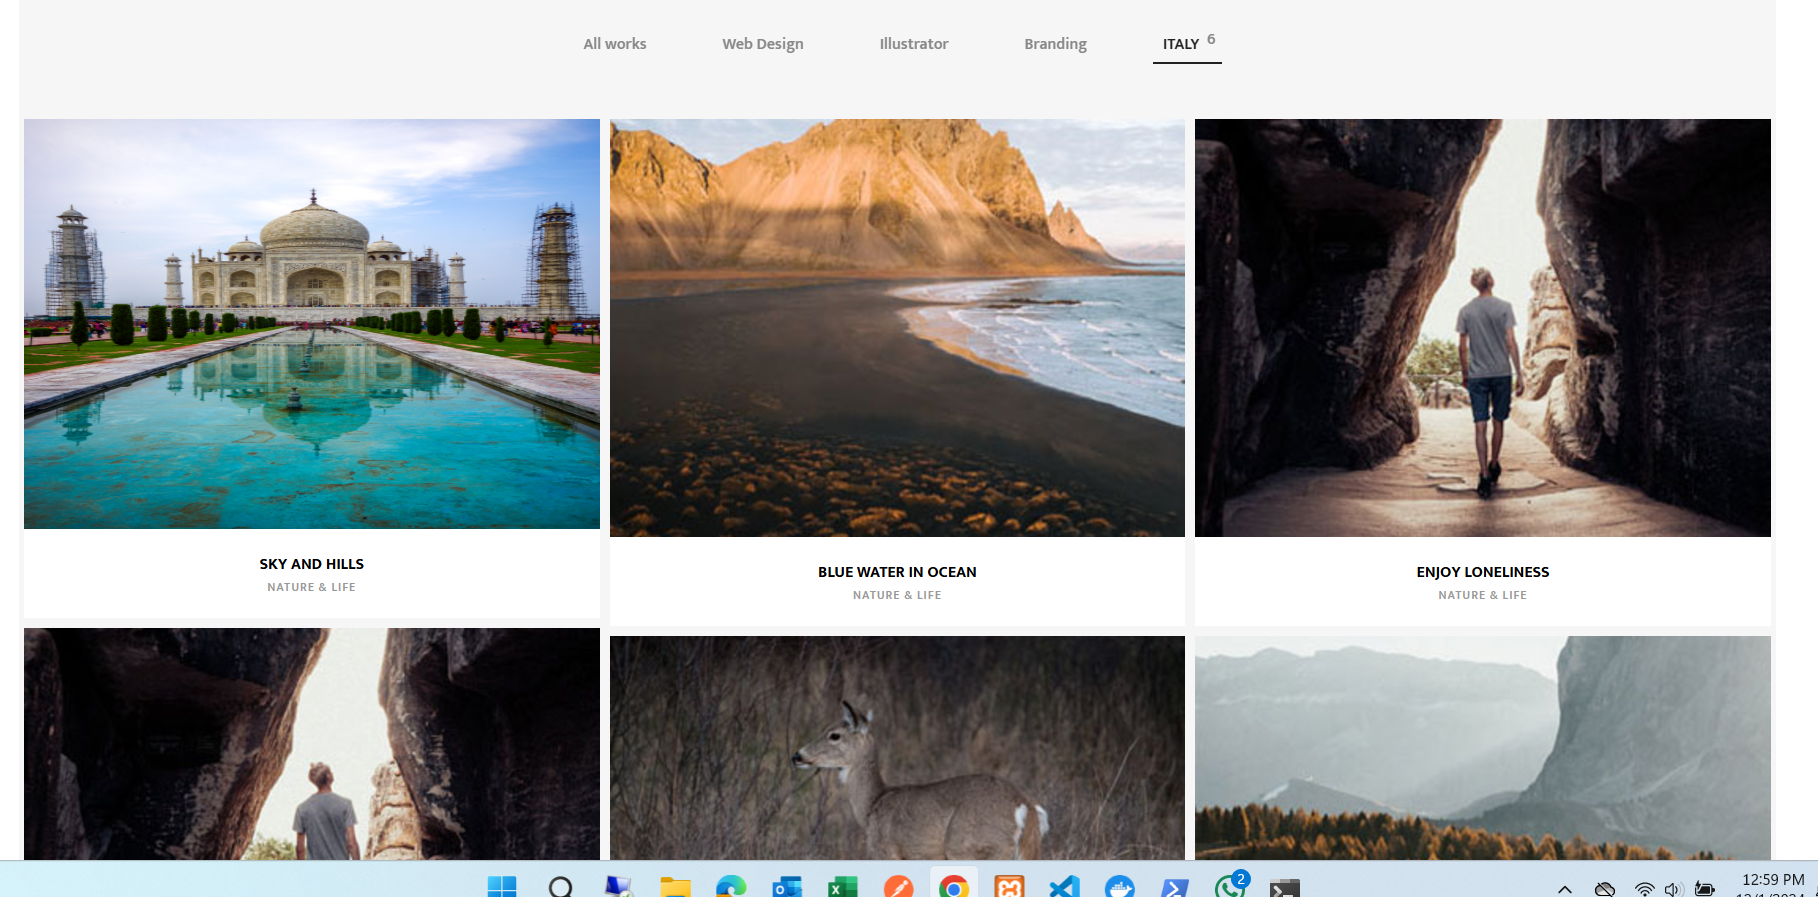 All works Web Design Illustrator Branding ITALY 6
SKY AND HILLS
NATURE & LIFE
BLUE WATER IN OCEAN
NATURE & LIFE
ENJOY LONELINESS
NATURE & LIFE
2
12:59 PM